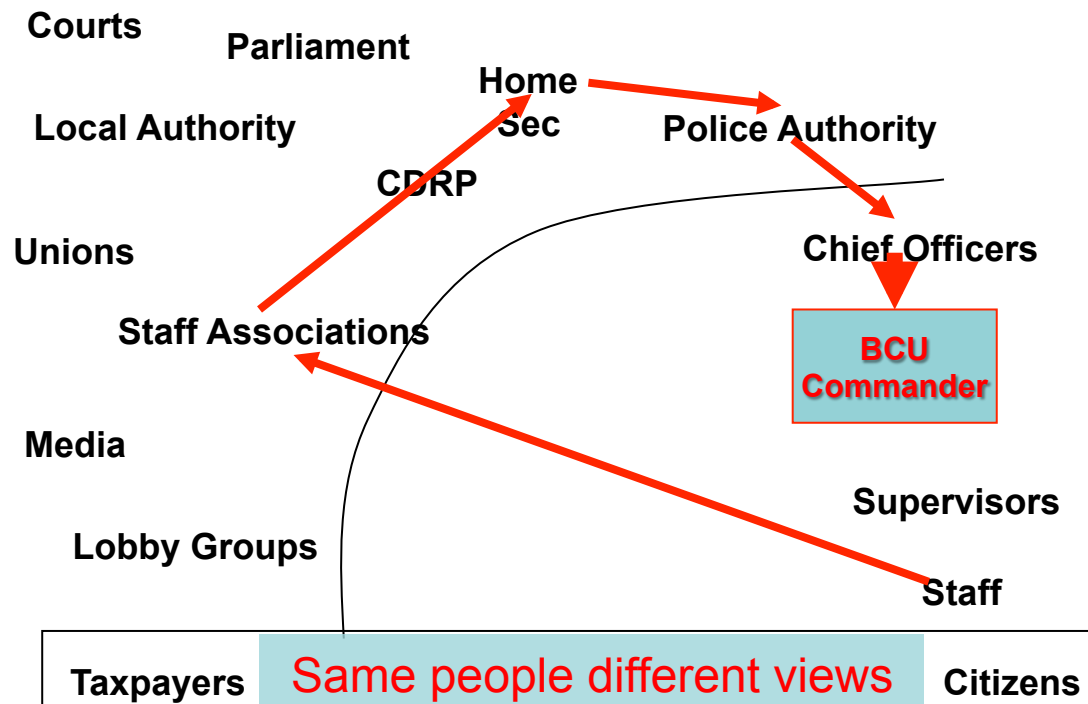 Courts
Parliament
Home
Sec
Local Authority
Police Authority
CDRP
Unions
Chief Officers
Staff Associations
BCU
Commander
Media
Supervisors
Lobby Groups
Staff
Taxpayers
Same people different views
Citizens